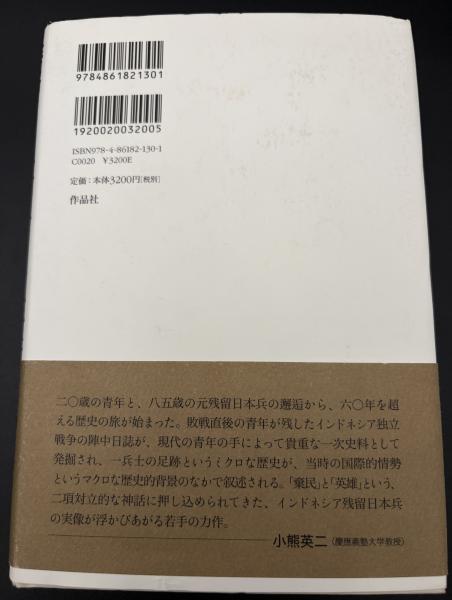 9784861821301
1920020032005
ISBN978-4-86182-130-1
C0020 ¥3200E
定価:本体3200円[税別]
作品社
二〇歳の青年と、八五歳の元残留日本兵の邂逅から、六〇年を超
える歴史の旅が始まった。敗戦直後の青年が残したインドネシア独立
戦争の陣中日誌が、現代の青年の手によって貴重な一次史料として
発掘され、一兵士の足跡というミクロな歴史が、当時の国際的情勢
というマクロな歴史的背景のなかで叙述される。「棄民」と「英雄」という、
二項対立的な神話に押し込められてきた、インドネシア残留日本兵
の実像が浮かびあがる若手の力作。
——小熊英二(慶應義塾大学教授)